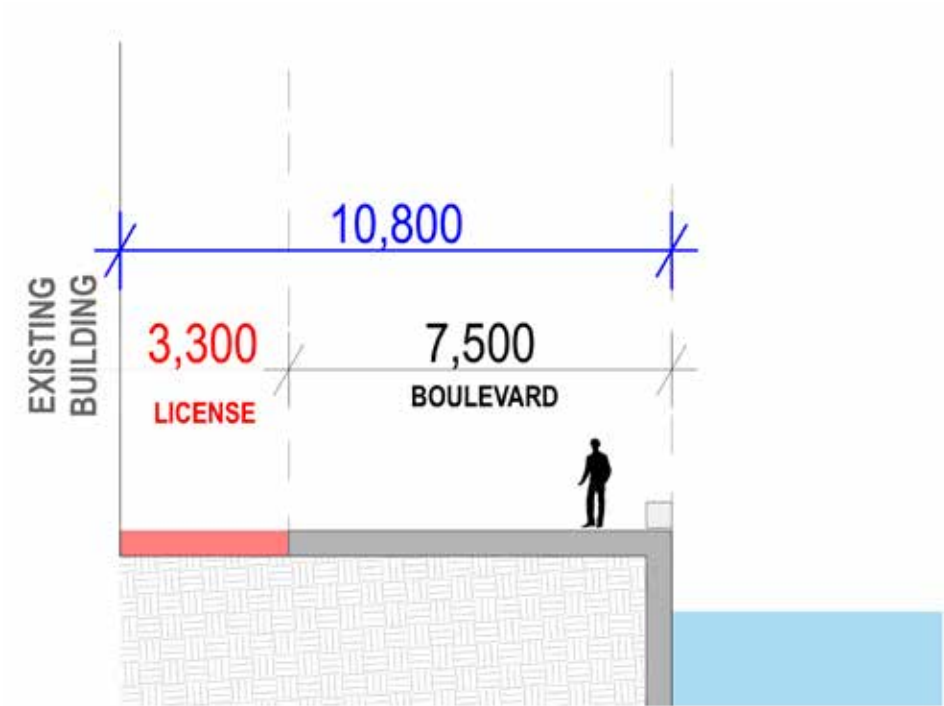 10,800
EXISTING
BUILDING
3,300
7,500
LICENSE
BOULEVARD